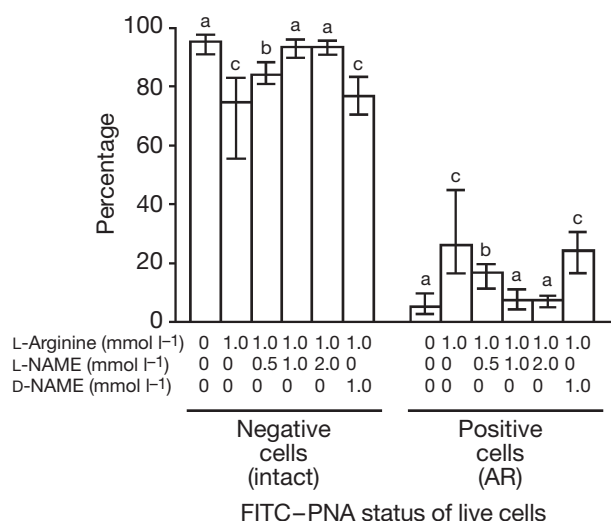 100
80
60
40
20
0
Percentage
a c b a a c
a c b a a c
L-Arginine (mmol l⁻¹) 0 1.0 1.0 1.0 1.0 1.0 0 1.0 1.0 1.0 1.0 1.0
L-NAME (mmol l⁻¹) 0 0 0.5 1.0 2.0 0 0 0 0.5 1.0 2.0 0
D-NAME (mmol l⁻¹) 0 0 0 0 0 1.0 0 0 0 0 0 1.0
Negative Positive
cells cells
(intact) (AR)
FITC–PNA status of live cells